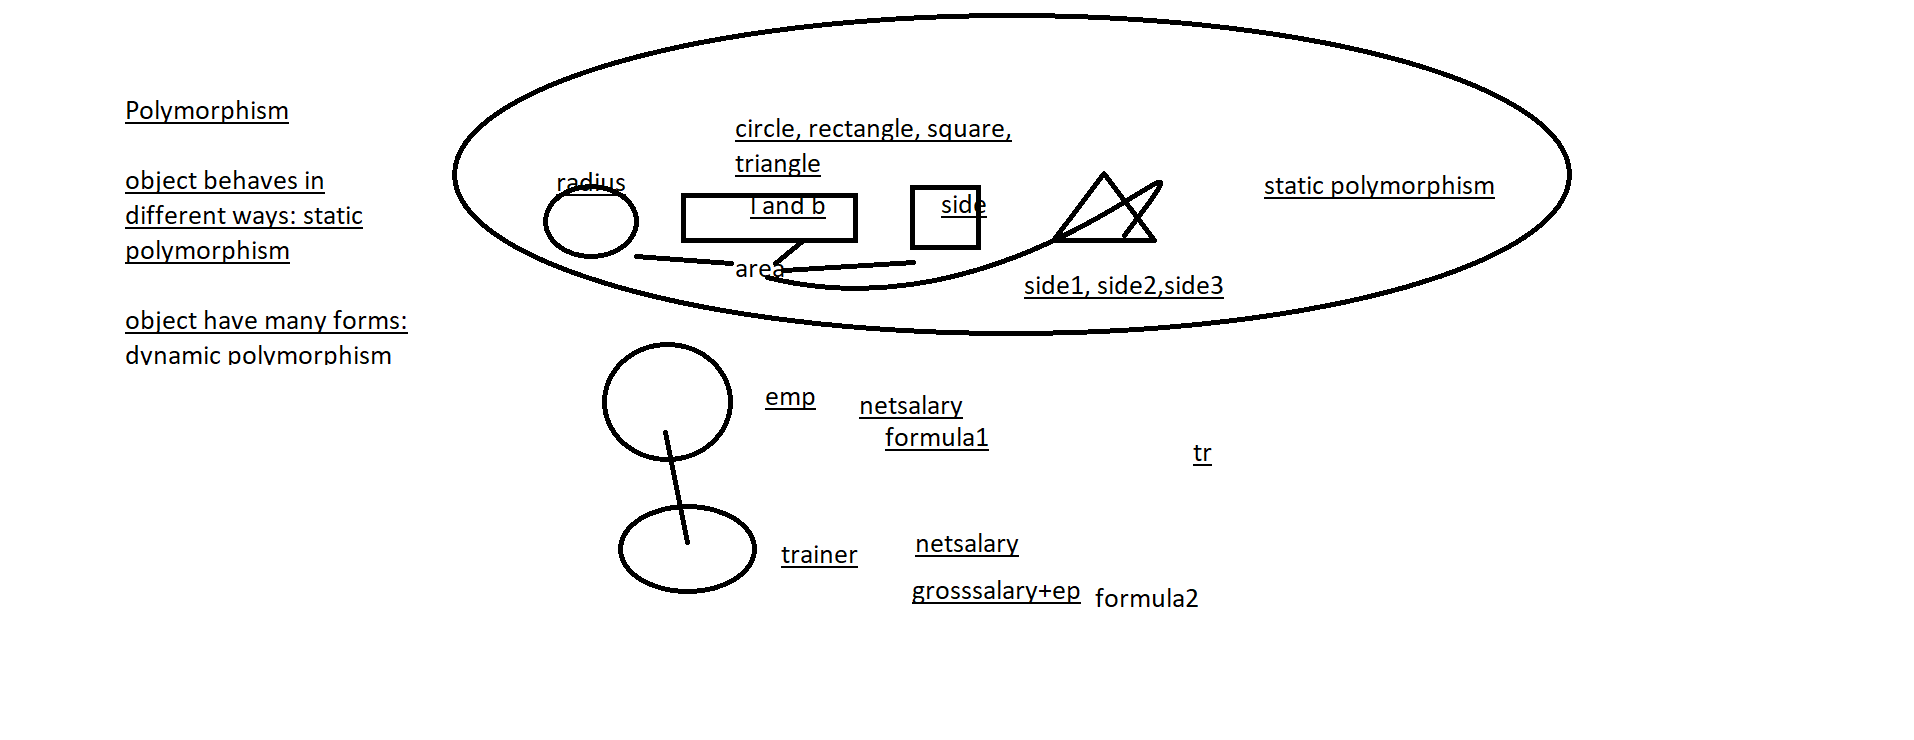 Polymorphism
object behaves in
different ways: static
polymorphism
object have many forms:
dynamic polymorphism
circle, rectangle, square,
triangle
radius
l and b
side
static polymorphism
area
side1, side2,side3
emp
netsalary
formula1
tr
trainer
netsalary
grosssalary+ep
formula2